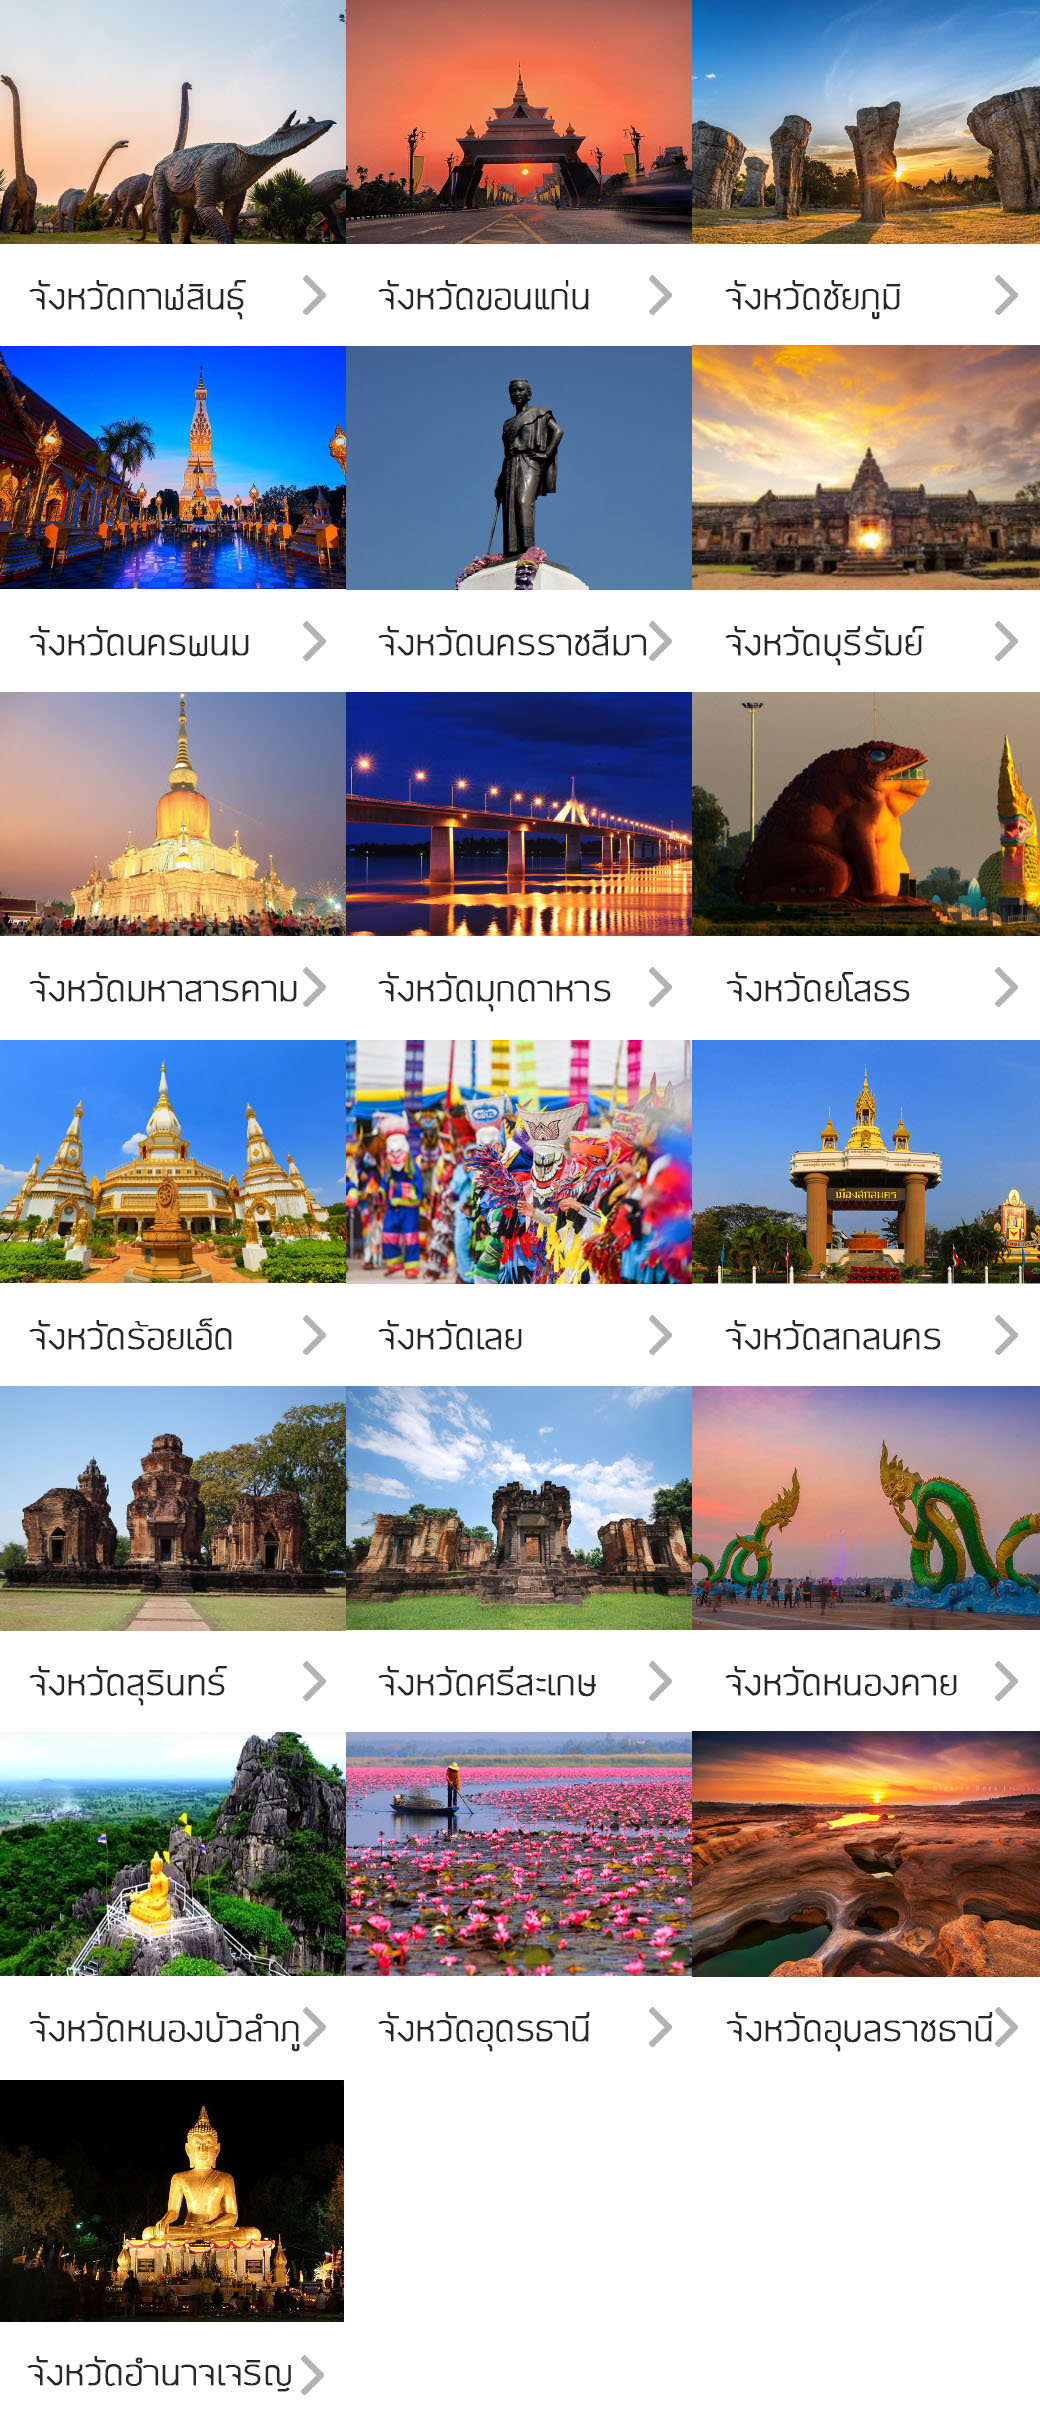 จังหวัดกาฬสินธุ์
จังหวัดขอนแก่น
จังหวัดชัยภูมิ
จังหวัดนครพนม
จังหวัดนครราชสีมา
จังหวัดบุรีรัมย์
จังหวัดมหาสารคาม
จังหวัดมุกดาหาร
จังหวัดยโสธร
เมืองสกลนคร
จังหวัดร้อยเอ็ด
จังหวัดเลย
จังหวัดสกลนคร
จังหวัดสุรินทร์
จังหวัดศรีสะเกษ
จังหวัดหนองคาย
จังหวัดหนองบัวลำภู
จังหวัดอุดรธานี
จังหวัดอุบลราชธานี
จังหวัดอำนาจเจริญ